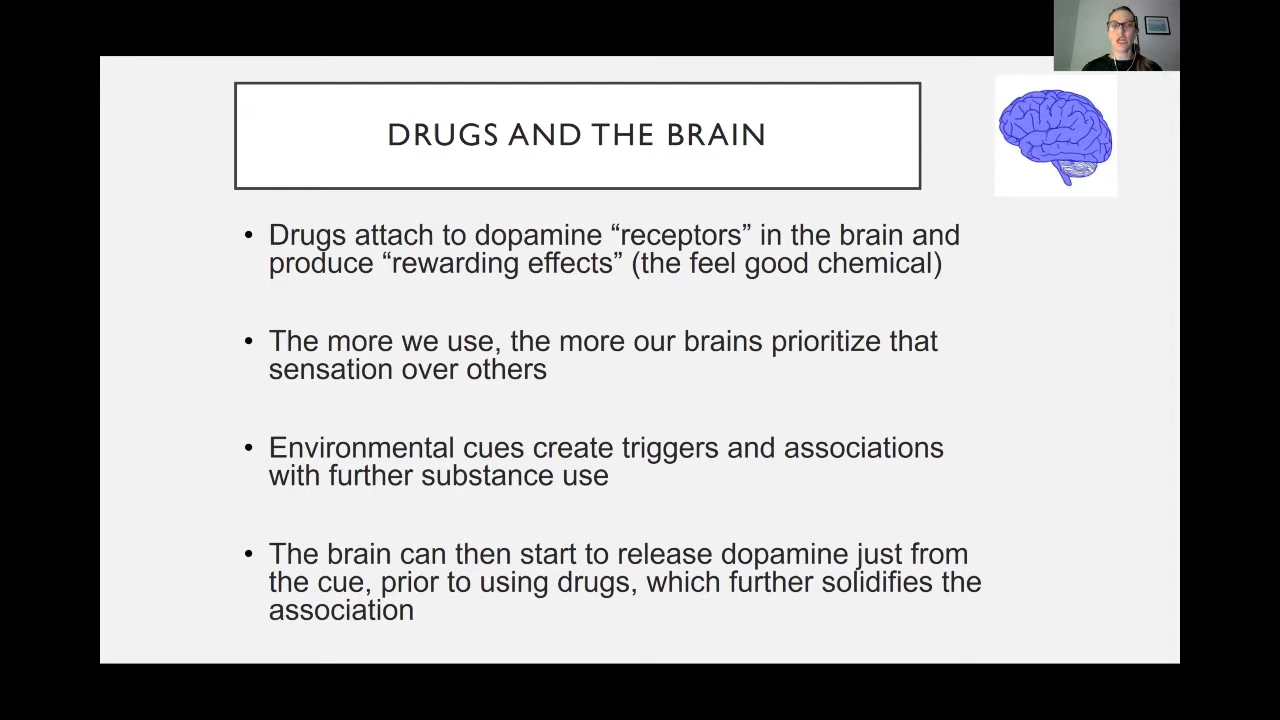 DRUGS AND THE BRAIN
• Drugs attach to dopamine “receptors” in the brain and
produce “rewarding effects” (the feel good chemical)
• The more we use, the more our brains prioritize that
sensation over others
• Environmental cues create triggers and associations
with further substance use
• The brain can then start to release dopamine just from
the cue, prior to using drugs, which further solidifies the
association